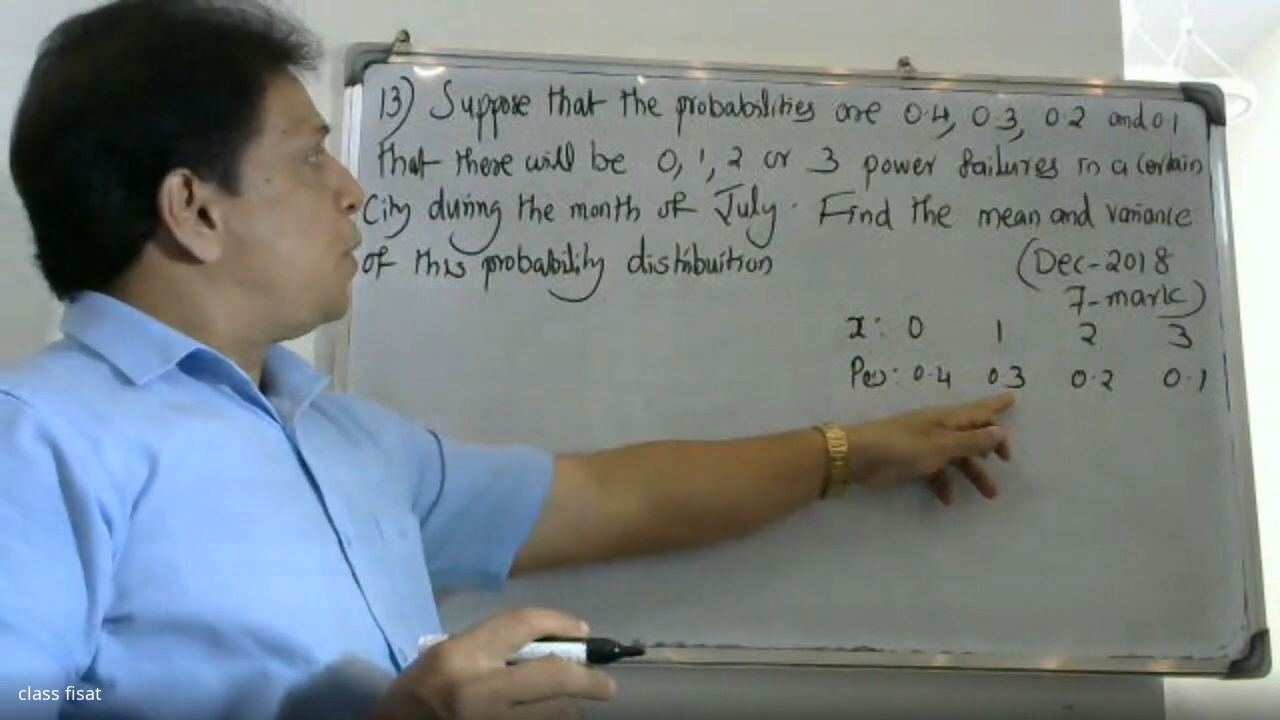 13) Suppose that the probabilities are 0.4, 0.3, 0.2 and 0.1
that there will be 0, 1, 2 or 3 power failures in a certain
City during the month of July. Find the mean and variance
of this probability distribuition
(Dec-2018
7-mark)
x: 0 1 2 3
P(x): 0.4 0.3 0.2 0.1
class fisat